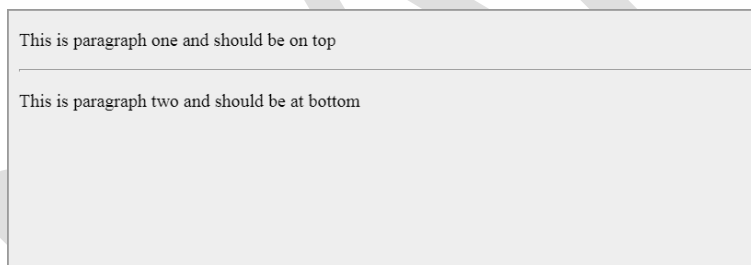 This is paragraph one and should be on top
This is paragraph two and should be at bottom